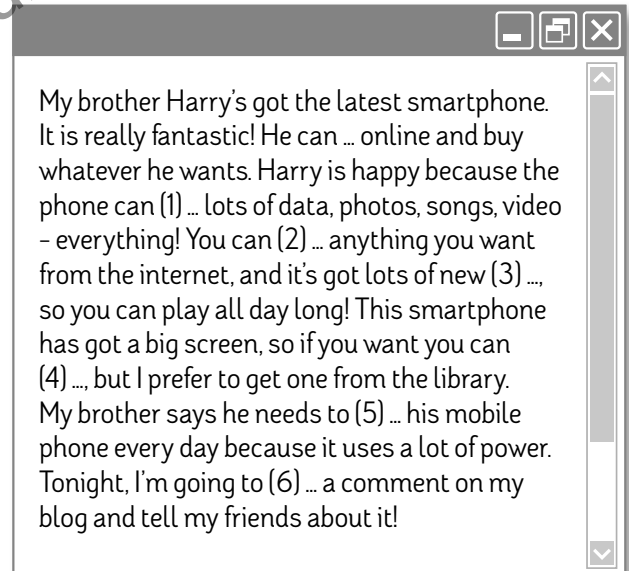 My brother Harry's got the latest smartphone.
It is really fantastic! He can ... online and buy
whatever he wants. Harry is happy because the
phone can (1) ... lots of data, photos, songs, video
– everything! You can (2) ... anything you want
from the internet, and it's got lots of new (3) ...,
so you can play all day long! This smartphone
has got a big screen, so if you want you can
(4) ..., but I prefer to get one from the library.
My brother says he needs to (5) ... his mobile
phone every day because it uses a lot of power.
Tonight, I'm going to (6) ... a comment on my
blog and tell my friends about it!